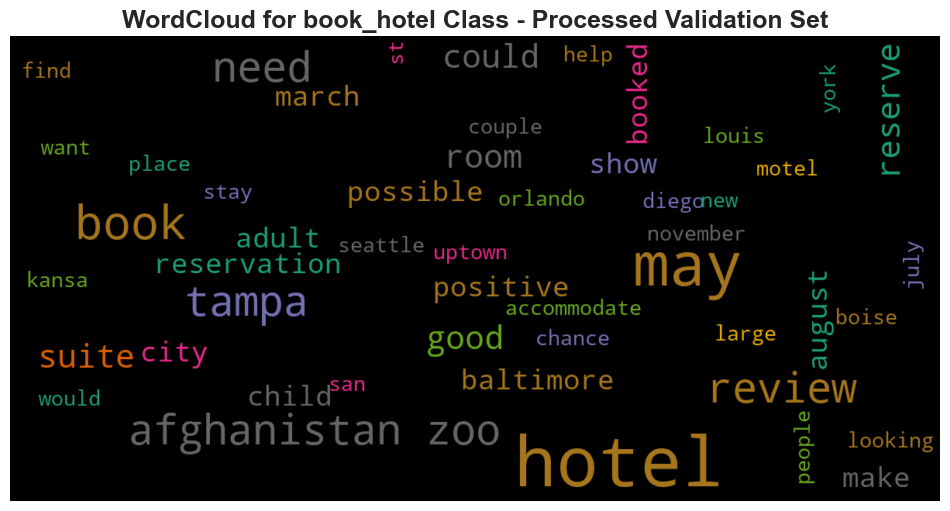 WordCloud for book_hotel Class - Processed Validation Set
find
need
st
could
help
booked
york
reserve
march
want
place
couple
room
show
louis
motel
stay
possible
orlando
diego
new
book
adult
seattle
uptown
november
may
july
reservation
kansa
tampa
positive
accommodate
august
boise
suite
city
good
chance
large
would
child
san
baltimore
review
afghanistan zoo
hotel
people
looking
make